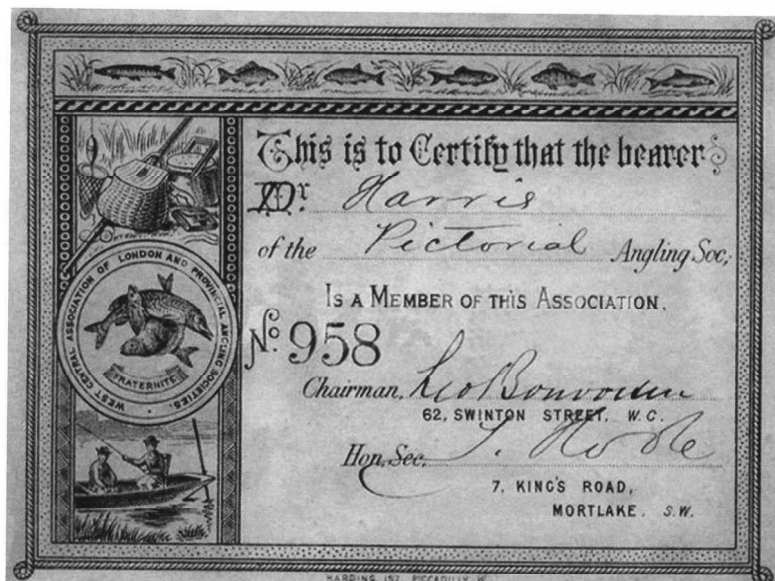 This is to Certify that the bearer
Mr. Harris
of the Pictorial Angling Soc;
IS A MEMBER OF THIS ASSOCIATION.
No. 958
Chairman,
62, SWINTON STREET, W.C.
Hon. Sec.
7, KING'S ROAD,
MORTLAKE, S.W.
WEST CENTRAL ASSOCIATION OF LONDON AND PROVINCIAL ANGLING SOCIETIES.
FRATERNITE
HARDING 157 PICCADILLY W.